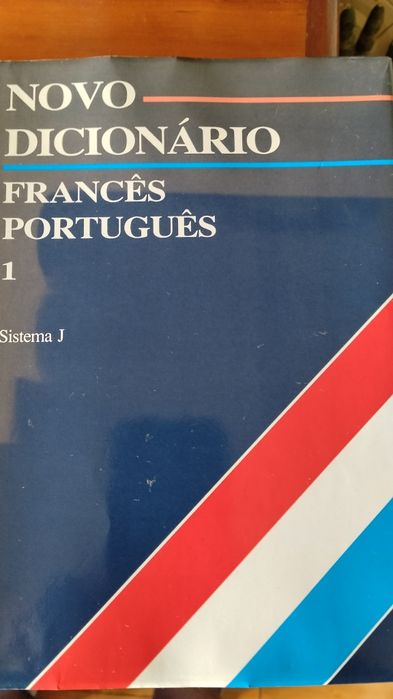 NOVO
DICIONÁRIO
FRANCÊS
PORTUGUÊS
1
Sistema J